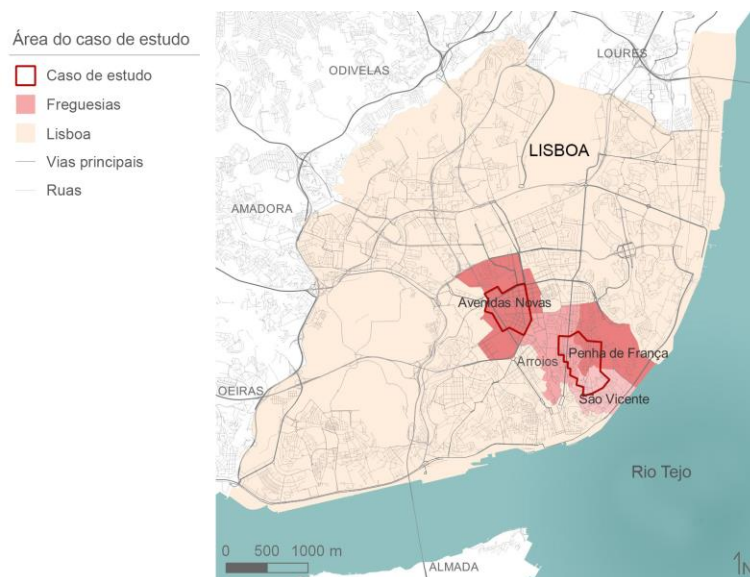 Área do caso de estudo
Caso de estudo
Freguesias
Lisboa
Vias principais
Ruas
LOURES
ODIVELAS
LISBOA
AMADORA
Avenidas Novas
Penha de França
Arroios
OEIRAS
São Vicente
Rio Tejo
0 500 1000 m
ALMADA
N